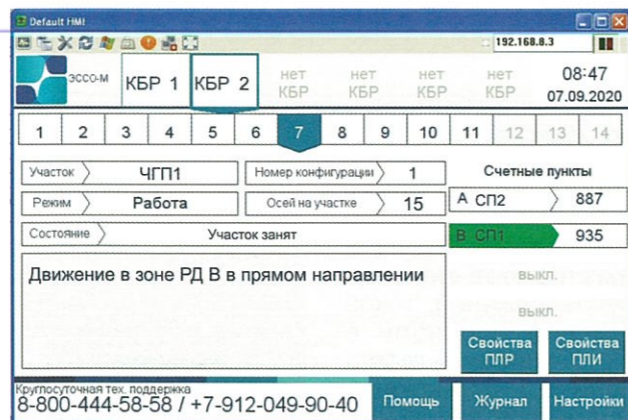 Default HMI
192.168.8.3
ЭССО-М
КБР 1
КБР 2
нет КБР
нет КБР
нет КБР
нет КБР
08:47
07.09.2020
1 2 3 4 5 6 7 8 9 10 11 12 13 14
Участок ЧГП1 Номер конфигурации 1 Счетные пункты
Режим Работа Осей на участке 15 А СП2 887
Состояние Участок занят В СП1 935
Движение в зоне РД В в прямом направлении
выкл.
выкл.
Свойства ПЛР
Свойства ПЛИ
Круглосуточная тех. поддержка
8-800-444-58-58 / +7-912-049-90-40
Помощь
Журнал
Настройки